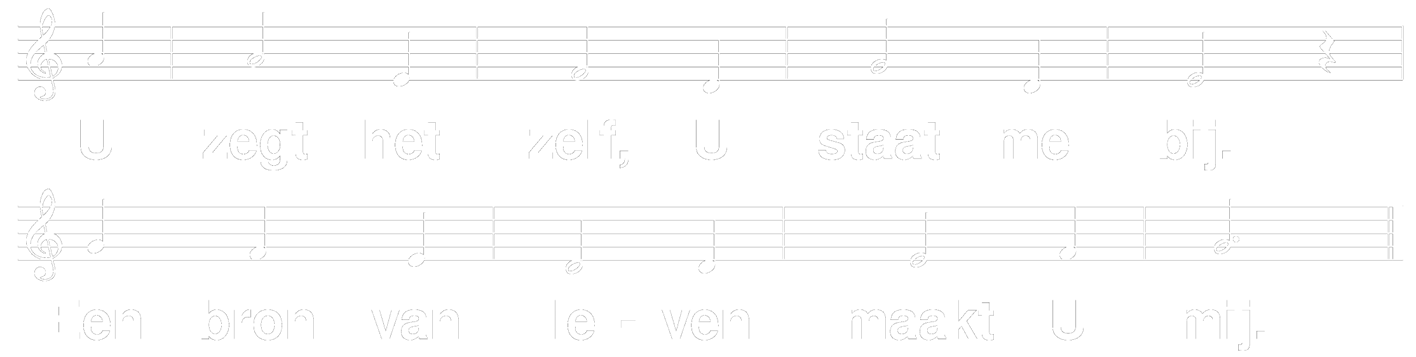 U zegt het zelf, U staat me bij.
Een bron van le - ven maakt U mij.